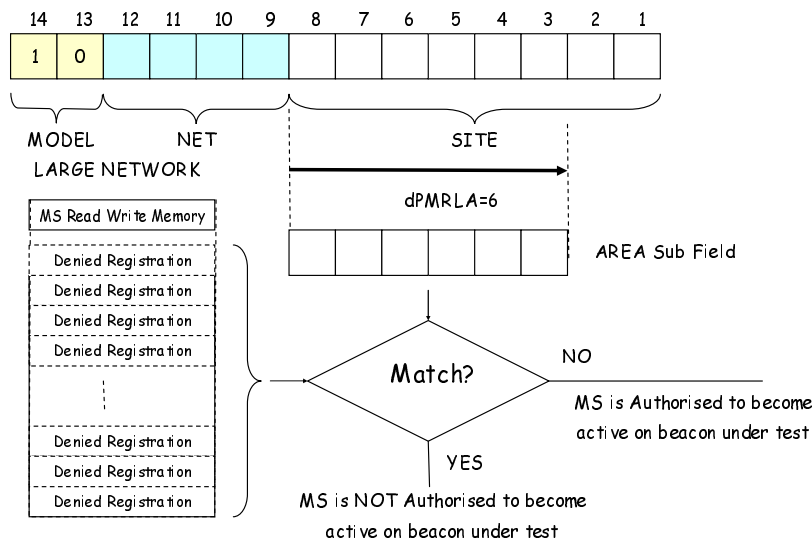 14 13 12 11 10 9 8 7 6 5 4 3 2 1
1 0
MODEL NET SITE
LARGE NETWORK
dPMRLA=6
MS Read Write Memory
AREA Sub Field
Denied Registration
Denied Registration
Denied Registration
Denied Registration
Match?
NO
MS is Authorised to become
active on beacon under test
Denied Registration
Denied Registration
Denied Registration
YES
MS is NOT Authorised to become
active on beacon under test